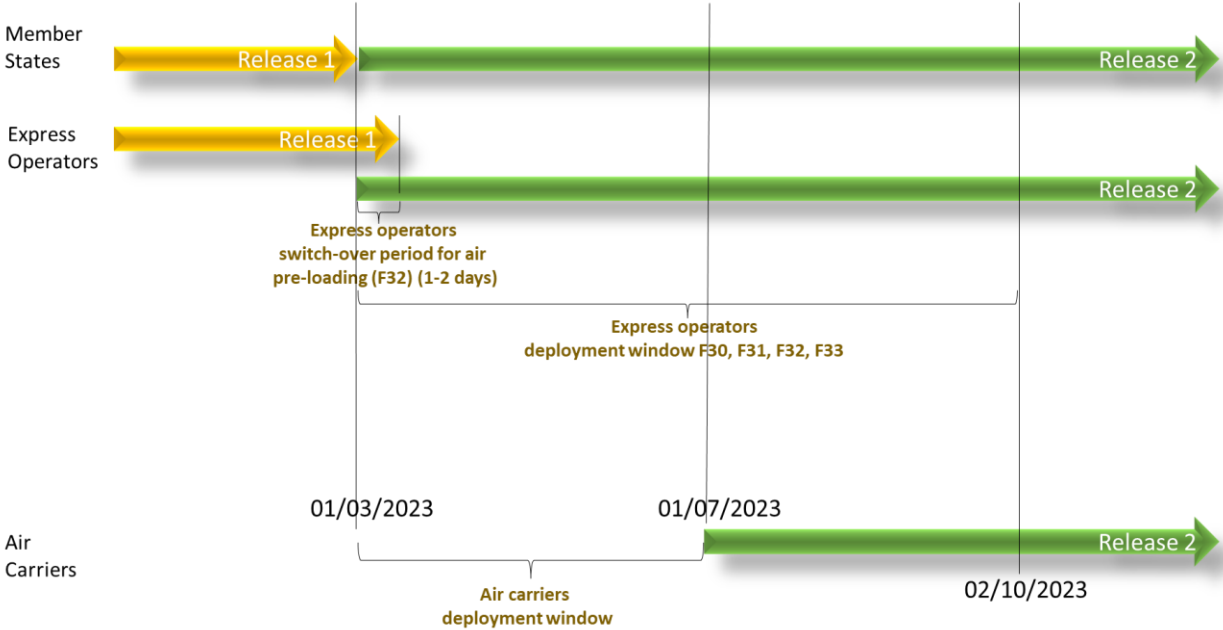 Member
States
Release 1
Release 2
Express
Operators
Release 1
Release 2
Express operators
switch-over period for air
pre-loading (F32) (1-2 days)
Express operators
deployment window F30, F31, F32, F33
01/03/2023
01/07/2023
Air
Carriers
Release 2
02/10/2023
Air carriers
deployment window